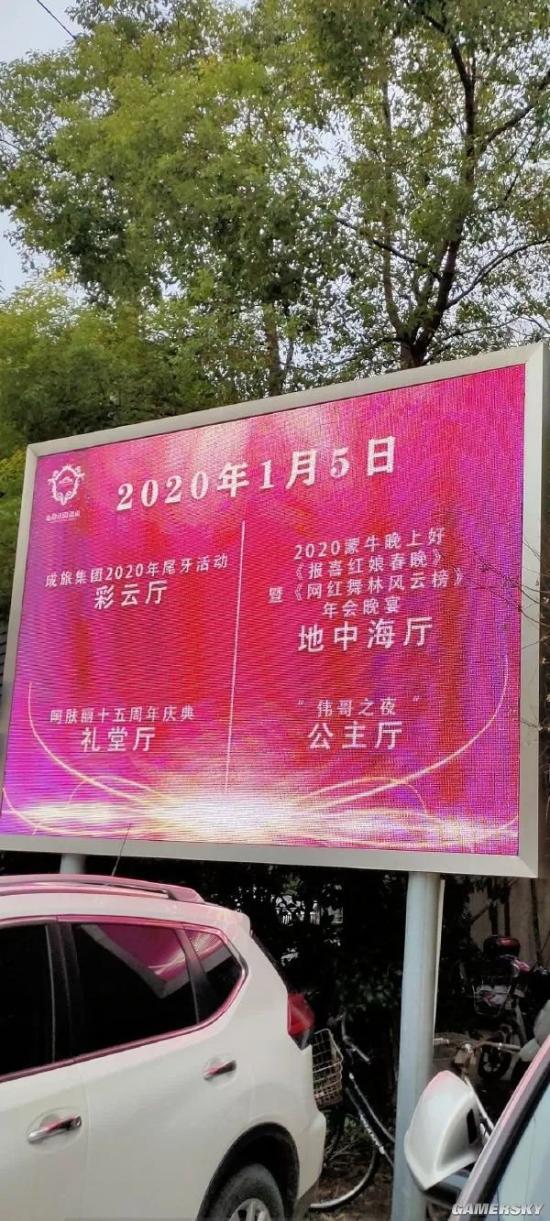 2020年1月5日
成旅集团2020年尾牙活动
彩云厅
2020蒙牛晚上好
《报喜红娘春晚》
暨《网红舞林风云榜》
年会晚宴
地中海厅
阿肤丽十五周年庆典
礼堂厅
"伟哥之夜"
公主厅
GAMERSKY